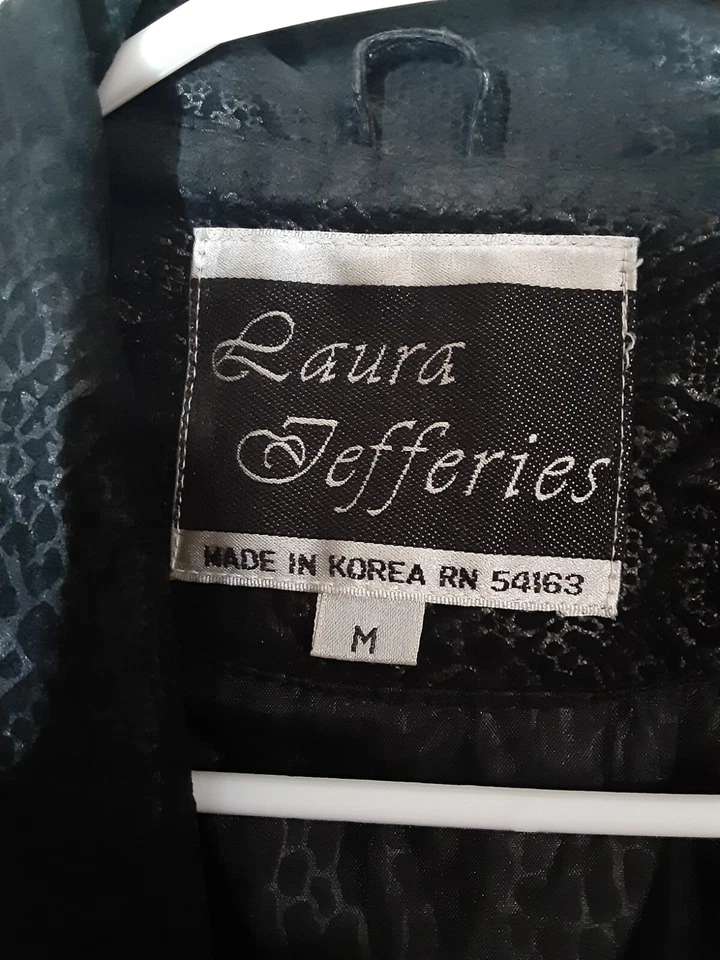 Laura
Jefferies
MADE IN KOREA RN 54163
M